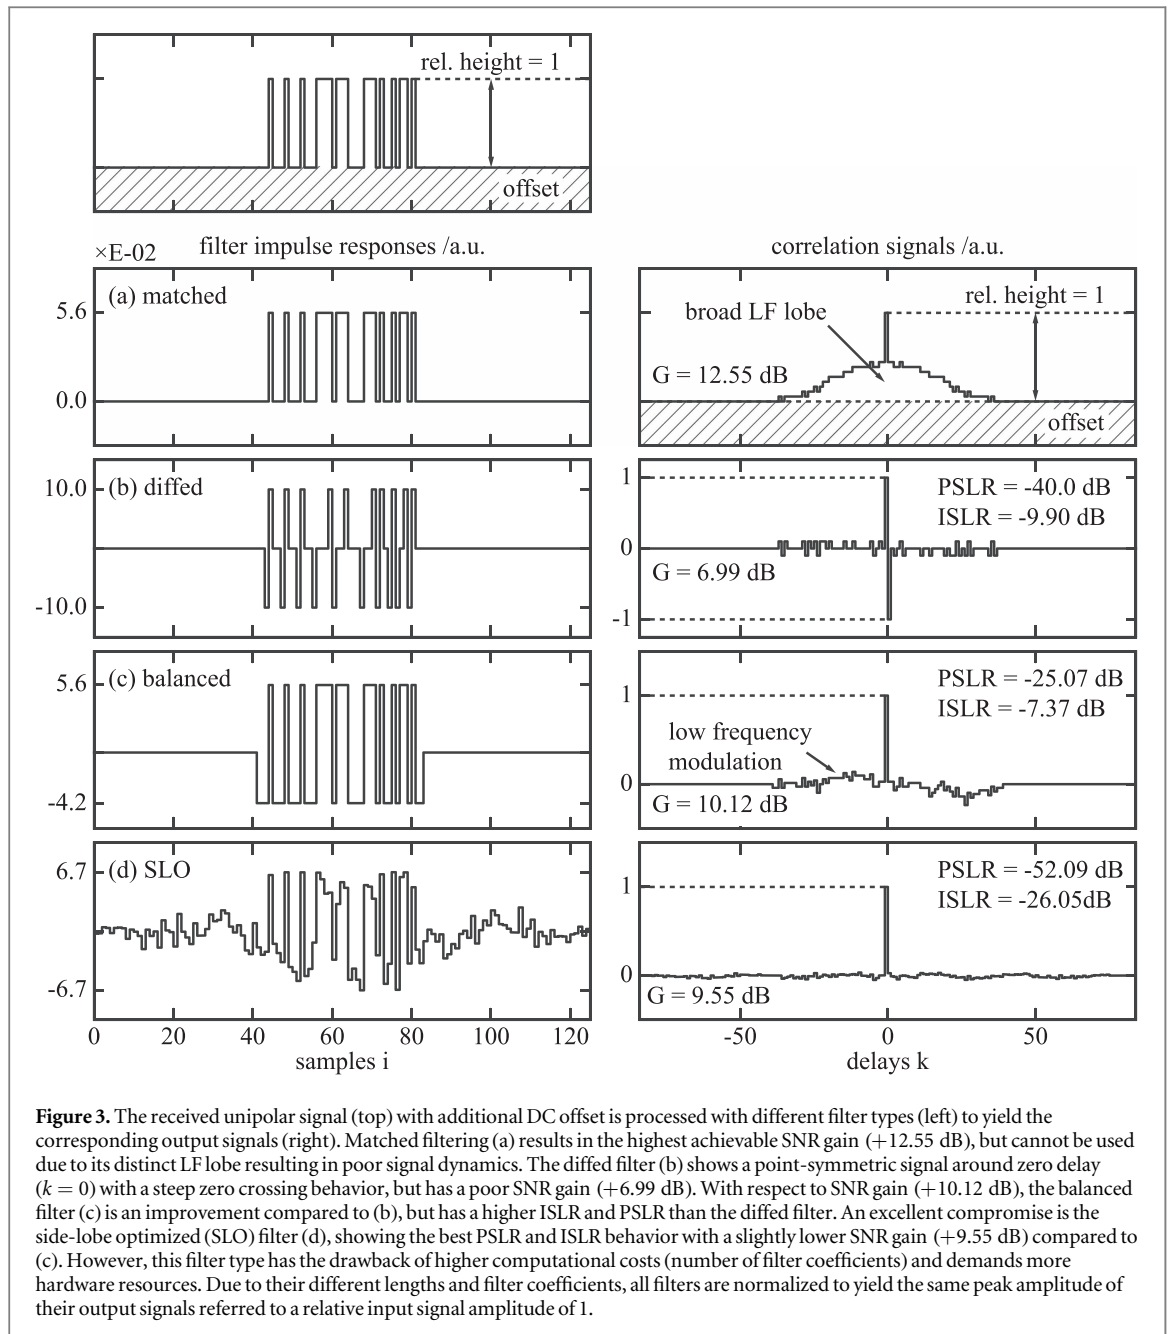 rel. height = 1
offset
×E-02
filter impulse responses /a.u.
correlation signals /a.u.
(a) matched
5.6
0.0
rel. height = 1
broad LF lobe
G = 12.55 dB
offset
(b) diffed
10.0
-10.0
1
0
-1
PSLR = -40.0 dB
ISLR = -9.90 dB
G = 6.99 dB
(c) balanced
5.6
-4.2
1
0
PSLR = -25.07 dB
ISLR = -7.37 dB
low frequency
modulation
G = 10.12 dB
(d) SLO
6.7
-6.7
1
0
PSLR = -52.09 dB
ISLR = -26.05dB
G = 9.55 dB
0 20 40 60 80 100 120
samples i
-50 0 50
delays k
Figure 3. The received unipolar signal (top) with additional DC offset is processed with different filter types (left) to yield the
corresponding output signals (right). Matched filtering (a) results in the highest achievable SNR gain (+12.55 dB), but cannot be used
due to its distinct LF lobe resulting in poor signal dynamics. The diffed filter (b) shows a point-symmetric signal around zero delay
(k = 0) with a steep zero crossing behavior, but has a poor SNR gain (+6.99 dB). With respect to SNR gain (+10.12 dB), the balanced
filter (c) is an improvement compared to (b), but has a higher ISLR and PSLR than the diffed filter. An excellent compromise is the
side-lobe optimized (SLO) filter (d), showing the best PSLR and ISLR behavior with a slightly lower SNR gain (+9.55 dB) compared to
(c). However, this filter type has the drawback of higher computational costs (number of filter coefficients) and demands more
hardware resources. Due to their different lengths and filter coefficients, all filters are normalized to yield the same peak amplitude of
their output signals referred to a relative input signal amplitude of 1.